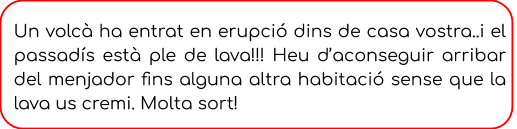 Un volcà ha entrat en erupció dins de casa vostra..i el
passadís està ple de lava!!! Heu d’aconseguir arribar
del menjador fins alguna altra habitació sense que la
lava us cremi. Molta sort!